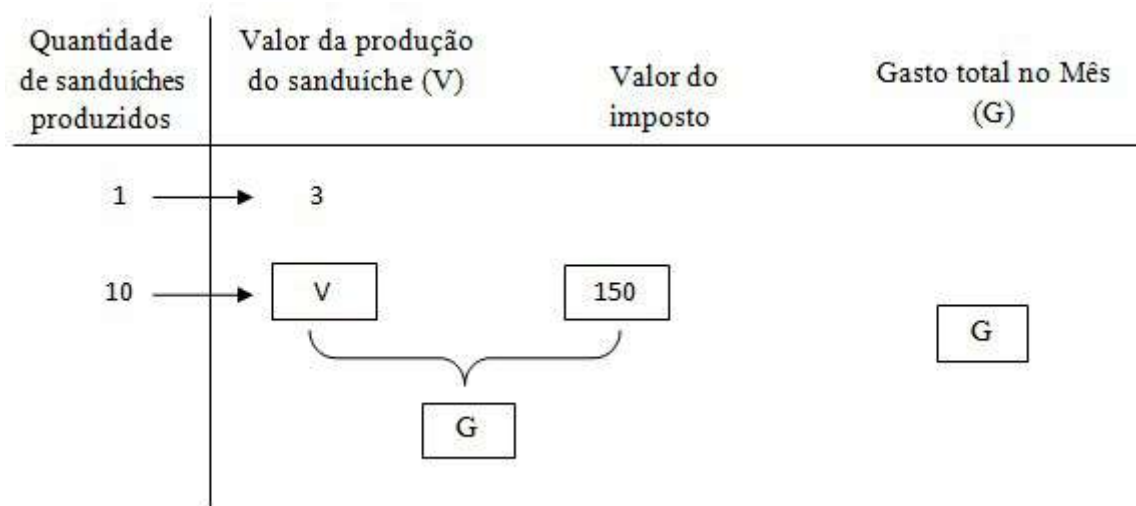 Quantidade
de sanduíches
produzidos
Valor da produção
do sanduíche (V)
Valor do
imposto
Gasto total no Mês
(G)
1
3
10
V
150
G
G